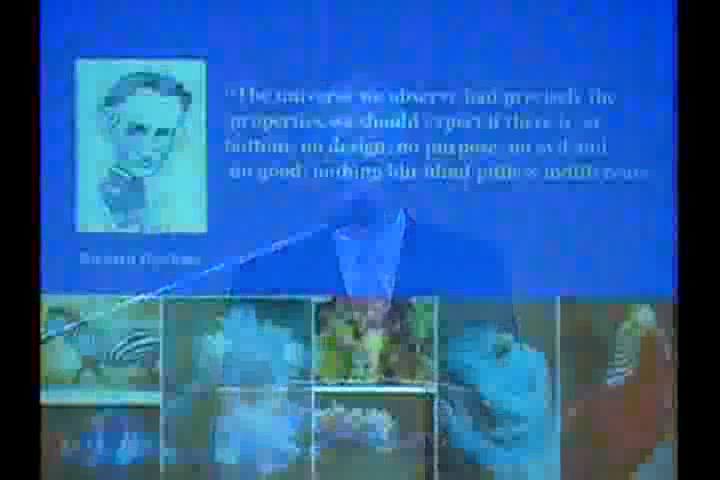 "The universe we observe had precisely the
properties we should expect if there is, at
bottom, no design, no purpose, no evil and
no good, nothing but blind pitiless indifference.
Richard Dawkins